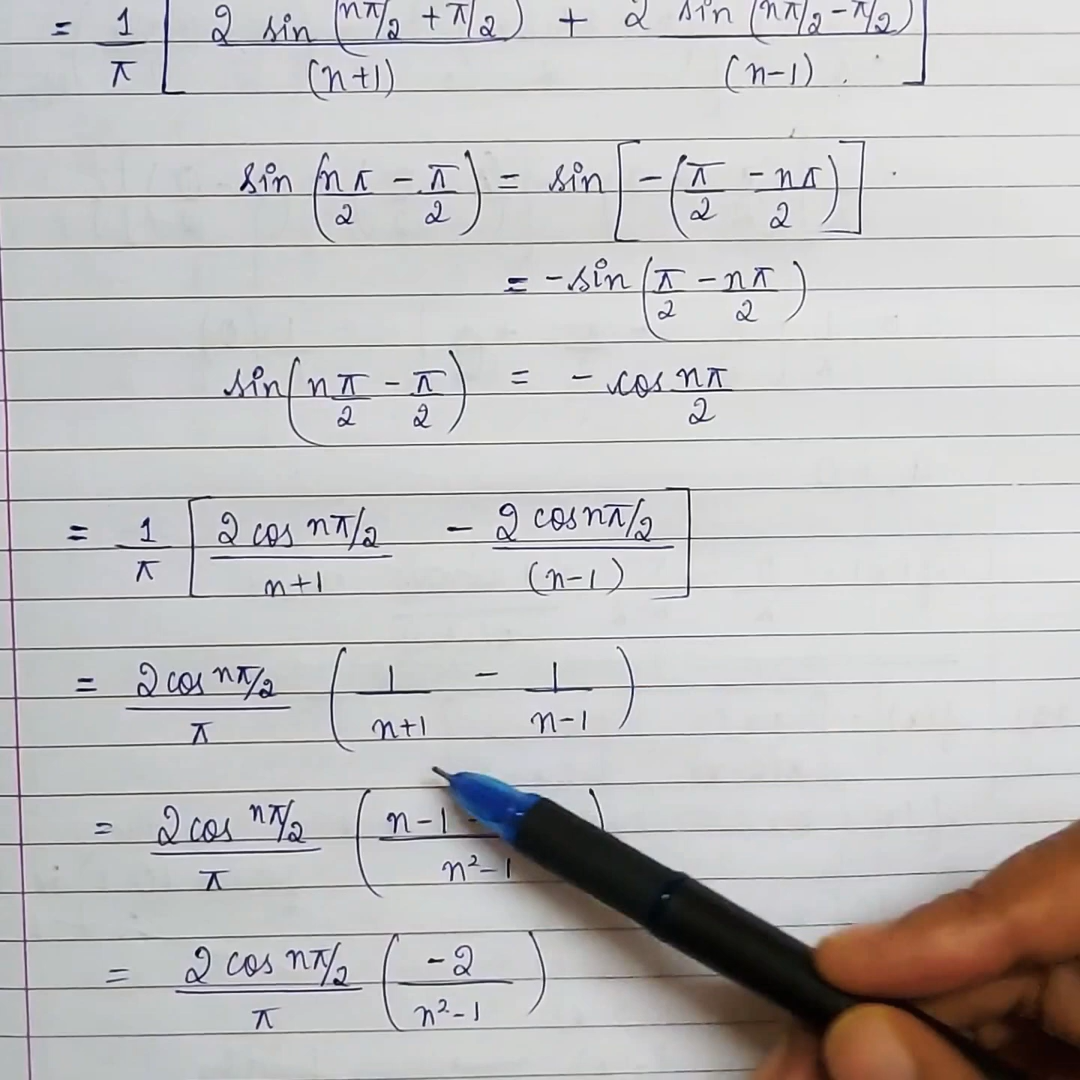 = 1/π [ 2 sin (nπ/2 + π/2)/(n+1) + 2 sin (nπ/2 - π/2)/(n-1) ]
sin (nπ/2 - π/2) = sin [ - (π/2 - nπ/2) ]
= - sin (π/2 - nπ/2)
sin (nπ/2 - π/2) = - cos nπ/2
= 1/π [ 2 cos nπ/2 / n+1 - 2 cos nπ/2 / (n-1) ]
= 2 cos nπ/2 / π ( 1/n+1 - 1/n-1 )
= 2 cos nπ/2 / π ( n-1 - / n²-1 )
= 2 cos nπ/2 / π ( -2 / n²-1 )